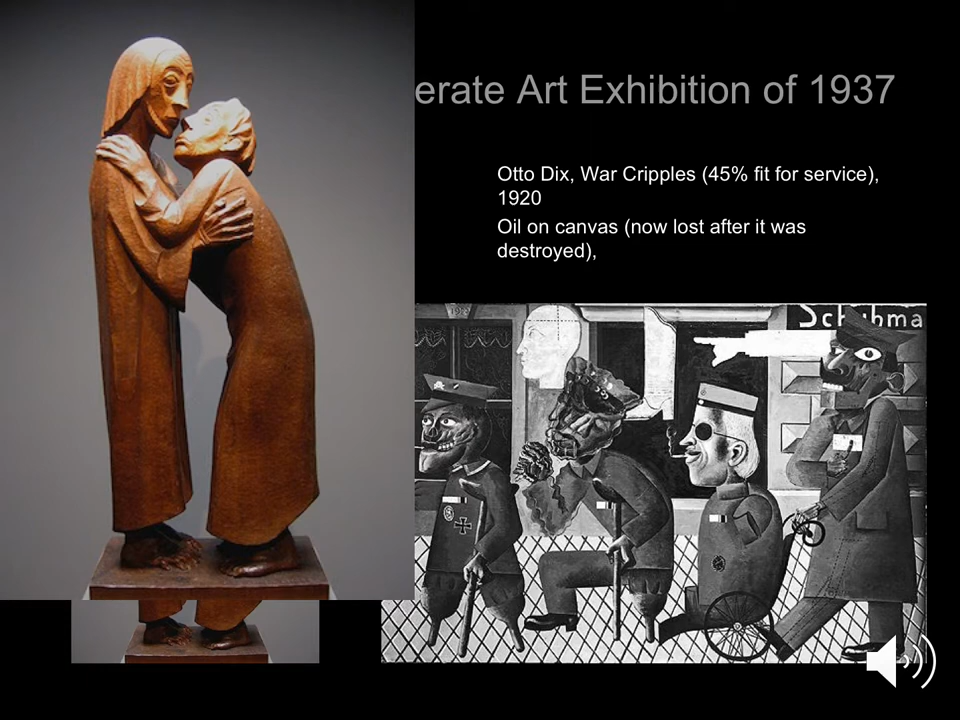 erate Art Exhibition of 1937
Otto Dix, War Cripples (45% fit for service),
1920
Oil on canvas (now lost after it was
destroyed),
Schuhma